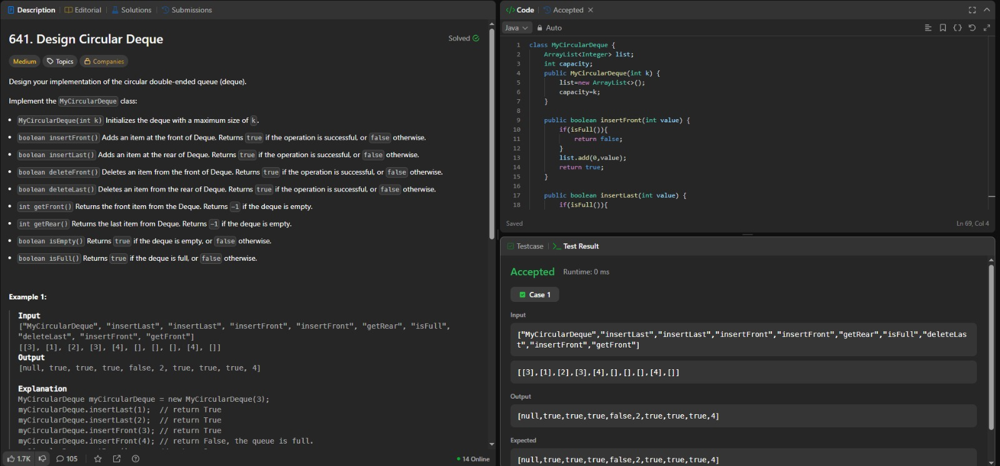 Description
Editorial
Solutions
Submissions
641. Design Circular Deque
Solved
Medium
Topics
Companies
Design your implementation of the circular double-ended queue (deque).
Implement the MyCircularDeque class:
• MyCircularDeque(int k) Initializes the deque with a maximum size of k.
• boolean insertFront() Adds an item at the front of Deque. Returns true if the operation is successful, or false otherwise.
• boolean insertLast() Adds an item at the rear of Deque. Returns true if the operation is successful, or false otherwise.
• boolean deleteFront() Deletes an item from the front of Deque. Returns true if the operation is successful, or false otherwise.
• boolean deleteLast() Deletes an item from the rear of Deque. Returns true if the operation is successful, or false otherwise.
• int getFront() Returns the front item from the Deque. Returns -1 if the deque is empty.
• int getRear() Returns the last item from Deque. Returns -1 if the deque is empty.
• boolean isEmpty() Returns true if the deque is empty, or false otherwise.
• boolean isFull() Returns true if the deque is full, or false otherwise.
Example 1:
Input
["MyCircularDeque", "insertLast", "insertLast", "insertFront", "insertFront", "getRear", "isFull",
"deleteLast", "insertFront", "getFront"]
[[3], [1], [2], [3], [4], [], [], [], [4], []]
Output
[null, true, true, true, false, 2, true, true, true, 4]
Explanation
MyCircularDeque myCircularDeque = new MyCircularDeque(3);
myCircularDeque.insertLast(1);  // return True
myCircularDeque.insertLast(2);  // return True
myCircularDeque.insertFront(3); // return True
myCircularDeque.insertFront(4); // return False, the queue is full.
1.7K
105
14 Online
</> Code
Accepted
Java
Auto
1 class MyCircularDeque {
2 ArrayList<Integer> list;
3 int capacity;
4 public MyCircularDeque(int k) {
5 list=new ArrayList<>();
6 capacity=k;
7 }
8
9 public boolean insertFront(int value) {
10 if(isFull()){
11 return false;
12 }
13 list.add(0,value);
14 return true;
15 }
16
17 public boolean insertLast(int value) {
18 if(isFull()){
Saved
Ln 69, Col 4
Testcase
>_ Test Result
Accepted
Runtime: 0 ms
Case 1
Input
["MyCircularDeque","insertLast","insertLast","insertFront","insertFront","getRear","isFull","deleteLas
t","insertFront","getFront"]
[[3],[1],[2],[3],[4],[],[],[],[4],[]]
Output
[null,true,true,true,false,2,true,true,true,4]
Expected
[null,true,true,true,false,2,true,true,true,4]